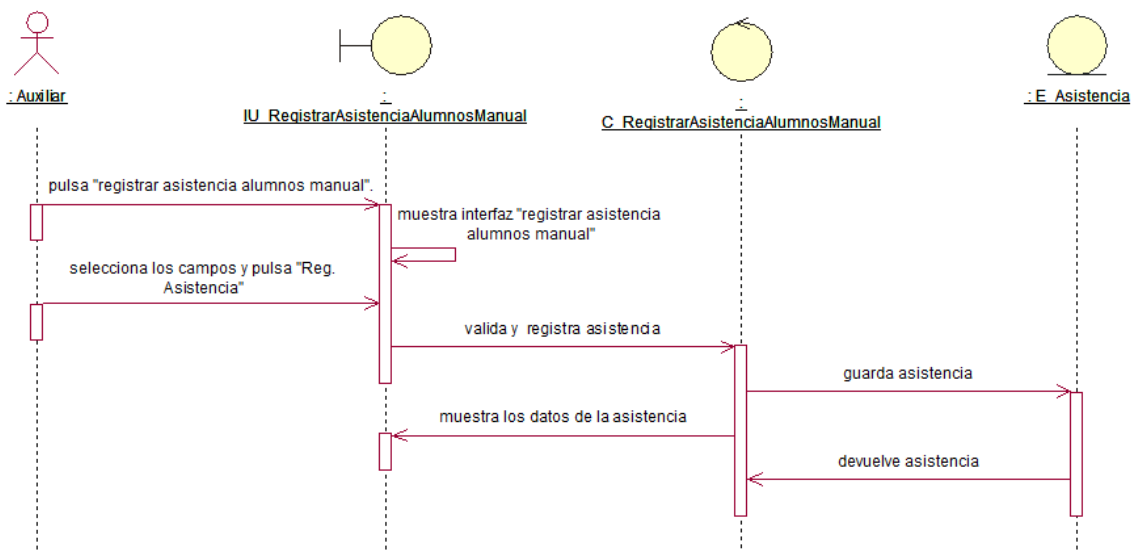 : Auxiliar
:
IU_RegistrarAsistenciaAlumnosManual
:
C_RegistrarAsistenciaAlumnosManual
: E_Asistencia
pulsa "registrar asistencia alumnos manual".
muestra interfaz "registrar asistencia
alumnos manual"
selecciona los campos y pulsa "Reg.
Asistencia"
valida y registra asistencia
guarda asistencia
muestra los datos de la asistencia
devuelve asistencia